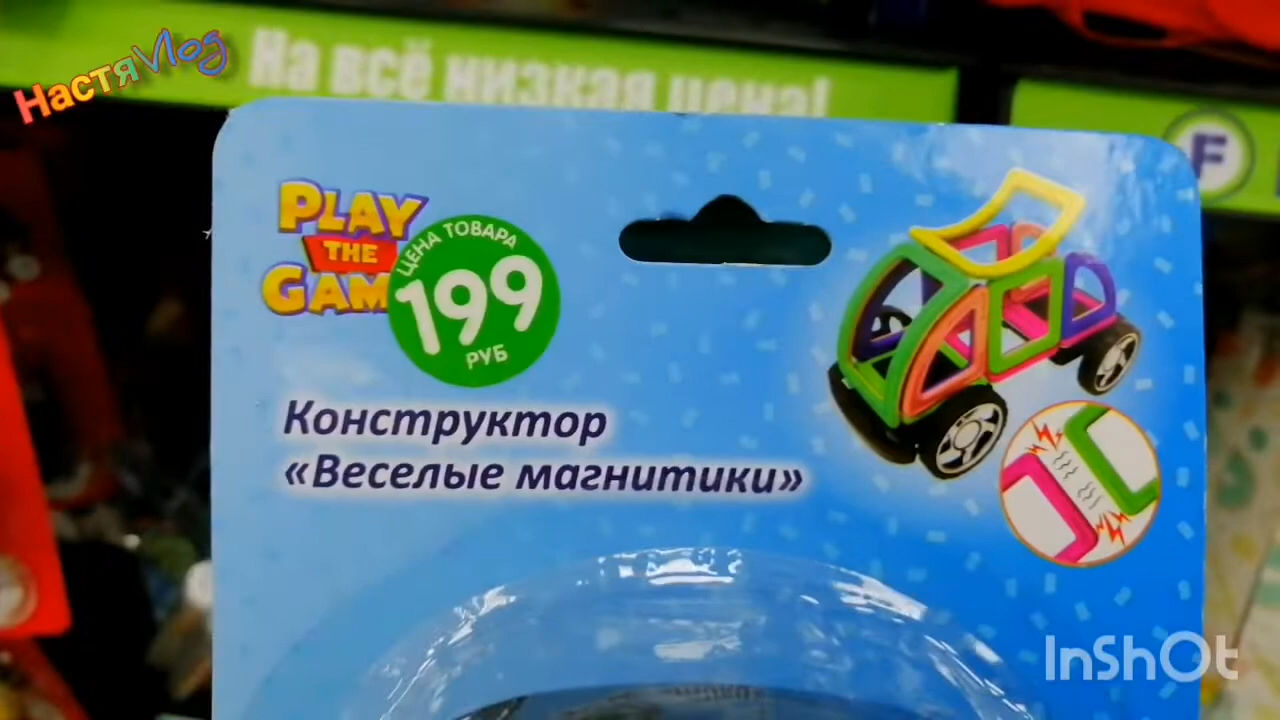 НастяVlog
На всё низкая цена!
F
PLAY
THE
GAM
ЦЕНА ТОВАРА
199
РУБ
Конструктор
«Веселые магнитики»
InShOt